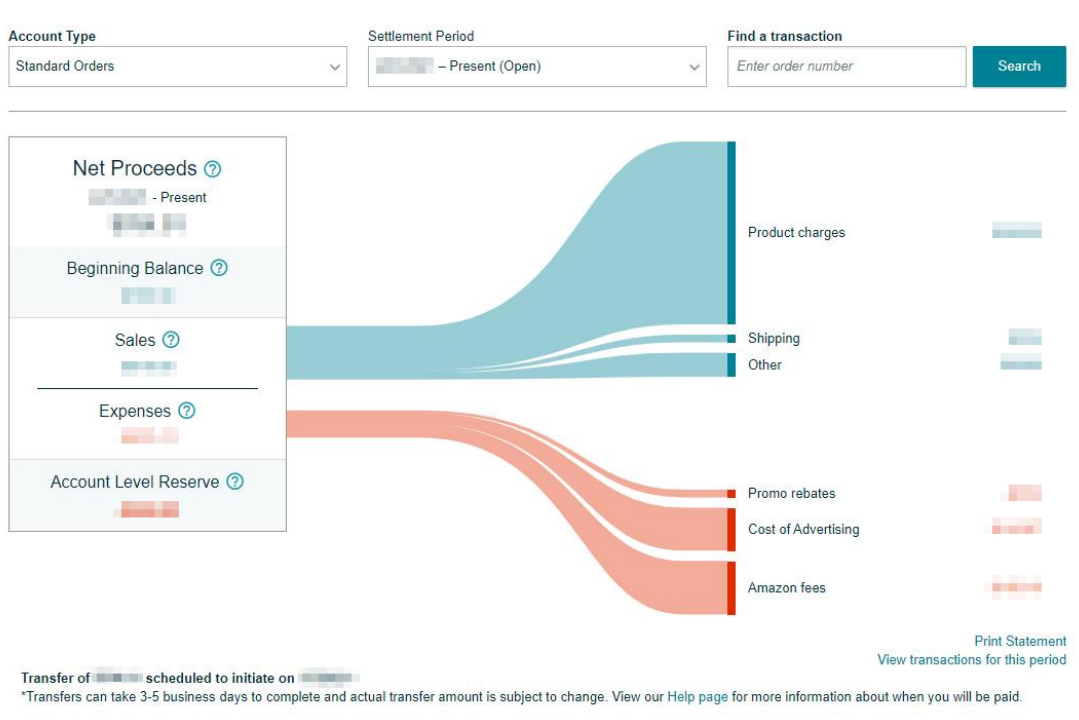 Account Type
Settlement Period
Find a transaction
Standard Orders
– Present (Open)
Enter order number
Search
Net Proceeds ?
- Present
Beginning Balance ?
Sales ?
Expenses ?
Account Level Reserve ?
Product charges
Shipping
Other
Promo rebates
Cost of Advertising
Amazon fees
Print Statement
View transactions for this period
Transfer of scheduled to initiate on
*Transfers can take 3-5 business days to complete and actual transfer amount is subject to change. View our Help page for more information about when you will be paid.